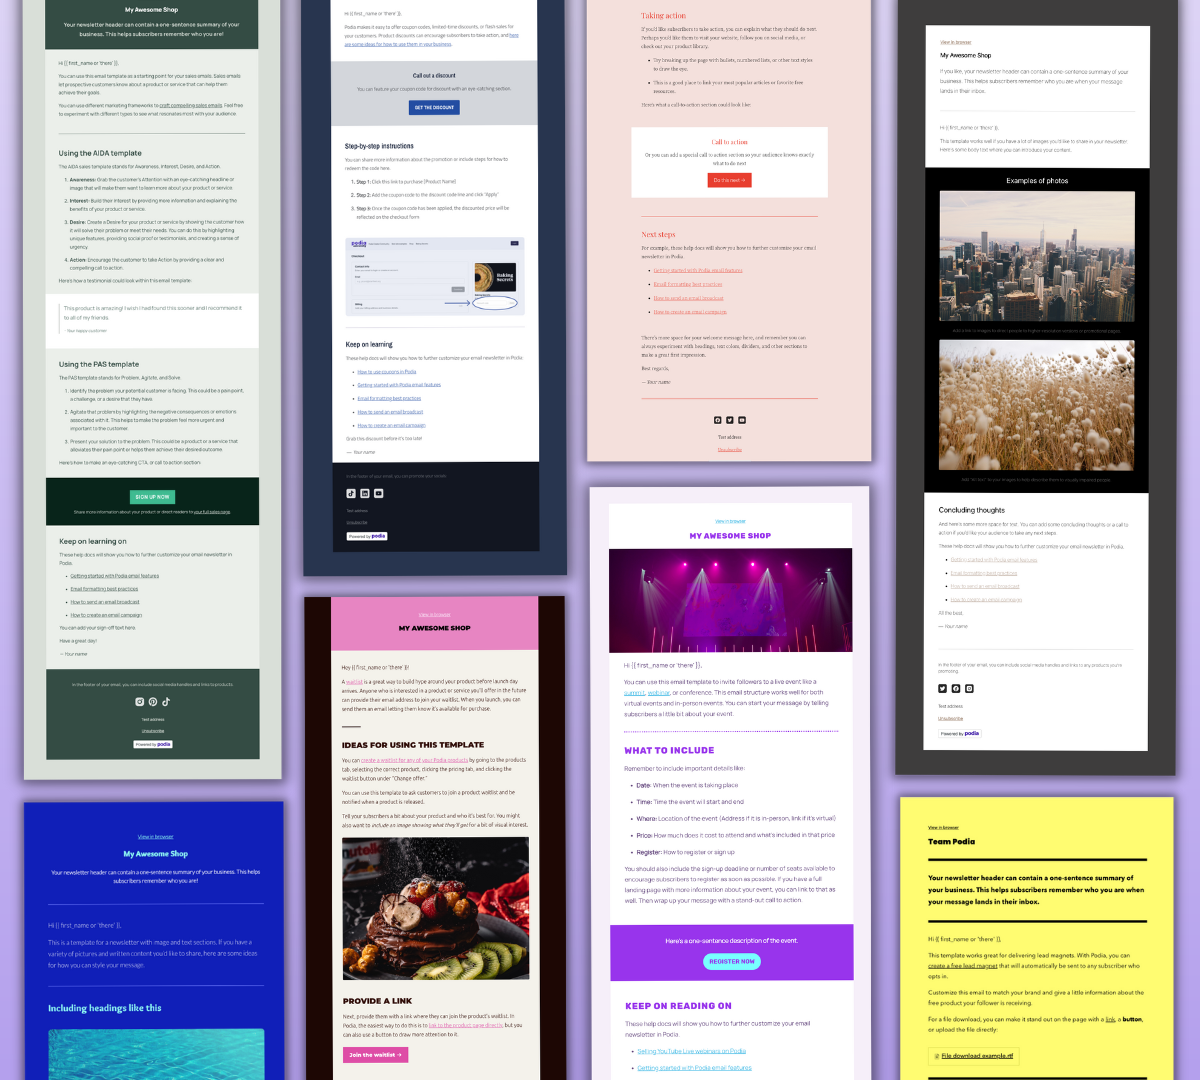 My Awesome Shop
Your newsletter header can contain a one-sentence summary of your
business. This helps subscribers remember who you are!
Hi {{ first_name or 'there' }},
You can use this email template as a starting point for your sales emails. Sales emails
let prospective customers know about a product or service that can help them
achieve their goals.
You can use different marketing frameworks to craft compelling sales emails. Feel free
to experiment with different types to see what resonates most with your audience.
Using the AIDA template
The AIDA sales template stands for Awareness, Interest, Desire, and Action.
1. Awareness: Grab the customer's Attention with an eye-catching headline or
image that will make them want to learn more about your product or service.
2. Interest: Build their interest by providing more information and explaining the
benefits of your product or service.
3. Desire: Create a Desire for your product or service by showing the customer how
it will solve their problem or meet their needs. You can do this by highlighting
unique features, providing social proof or testimonials, and creating a sense of
urgency.
4. Action: Encourage the customer to take Action by providing a clear and
compelling call to action.
Here's how a testimonial could look within this email template:
This product is amazing! I wish I had found this sooner and I recommend it
to all of my friends.
- Your happy customer
Using the PAS template
The PAS template stands for Problem, Agitate, and Solve.
1. Identify the problem your potential customer is facing. This could be a pain point,
a challenge, or a desire that they have.
2. Agitate that problem by highlighting the negative consequences or emotions
associated with it. This helps to make the problem feel more urgent and
important to the customer.
3. Present your solution to the problem. This could be a product or a service that
alleviates their pain point or helps them achieve their desired outcome.
Here's how to make an eye-catching CTA, or call to action section:
SIGN UP NOW
Share more information about your product or direct readers to your full sales page.
Keep on learning on
These help docs will show you how to further customize your email newsletter in
Podia:
• Getting started with Podia email features
• Email formatting best practices
• How to send an email broadcast
• How to create an email campaign
You can add your sign-off text here.
Have a great day!
— Your name
In the footer of your email, you can include social media handles and links to products.
Text address
Unsubscribe
Powered by podia
View in browser
My Awesome Shop
Your newsletter header can contain a one-sentence summary of your business. This helps
subscribers remember who you are!
Hi {{ first_name or 'there' }},
This is a template for a newsletter with image and text sections. If you have a
variety of pictures and written content you'd like to share, here are some ideas
for how you can style your message.
Including headings like this
Hi {{ first_name or 'there' }},
Podia makes it easy to offer coupon codes, limited-time discounts, or flash sales for
your customers. Product discounts can encourage subscribers to take action, and here
are some ideas for how to use them in your business.
Call out a discount
You can feature your coupon code for discount with an eye-catching section.
GET THE DISCOUNT
Step-by-step instructions
You can share more information about the promotion or include steps for how to
redeem the code here.
1. Step 1: Click this link to purchase [Product Name]
2. Step 2: Add the coupon code to the discount code line and click "Apply"
3. Step 3: Once the coupon code has been applied, the discounted price will be
reflected on the checkout form
podia
Baking
Secrets
Keep on learning
These help docs will show you how to further customize your email newsletter in Podia:
• How to use coupons in Podia
• Getting started with Podia email features
• Email formatting best practices
• How to send an email broadcast
• How to create an email campaign
Grab this discount before it's too late!
— Your name
Text address
Unsubscribe
Powered by podia
View in browser
MY AWESOME SHOP
Hey {{ first_name or 'there' }}!
A waitlist is a great way to build hype around your product before launch day
arrives. Anyone who is interested in a product or service you'll offer in the future
can provide their email address to join your waitlist. When you launch, you can
send them an email letting them know it's available for purchase.
IDEAS FOR USING THIS TEMPLATE
You can create a waitlist for any of your Podia products by going to the products
tab, selecting the correct product, clicking the pricing tab, and clicking the
waitlist button under "Change offer."
You can use this template to ask customers to join a product waitlist and be
notified when a product is released.
Tell your subscribers a bit about your product and who it's best for. You might
also want to include an image showing what they'll get for a bit of visual interest.
nutella
PROVIDE A LINK
Next, provide them with a link where they can join the product's waitlist. In
Podia, the easiest way to do this is to link to the product page directly, but you
can also use a button to draw more attention to it.
Join the waitlist →
Taking action
If you'd like subscribers to take action, you can explain what they should do next.
Perhaps you'd like them to visit your website, follow you on social media, or
check out your product library.
• Try breaking up the page with bullets, numbered lists, or other text styles
to draw the eye.
• This is a good place to link your most popular articles or favorite free
resources.
Here's what a call-to-action section could look like:
Call to action
Or you can add a special call to action section so your audience knows exactly
what to do next
Do this next →
Next steps
For example, these help docs will show you how to further customize your email
newsletter in Podia:
• Getting started with Podia email features
• Email formatting best practices
• How to send an email broadcast
• How to create an email campaign
There's more space for your welcome message here, and remember you can
always experiment with headings, text colors, dividers, and other sections to
make a great first impression.
Best regards,
— Your name
Text address
Unsubscribe
View in browser
MY AWESOME SHOP
Hi {{ first_name or 'there' }},
You can use this email template to invite followers to a live event like a
summit, webinar, or conference. This email structure works well for both
virtual events and in-person events. You can start your message by telling
subscribers a little bit about your event.
WHAT TO INCLUDE
Remember to include important details like:
• Date: When the event is taking place
• Time: Time the event will start and end
• Where: Location of the event (Address if it is in-person, link if it's virtual)
• Price: How much does it cost to attend and what's included in that price
• Register: How to register or sign up
You should also include the sign-up deadline or number of seats available to
encourage subscribers to register as soon as possible. If you have a full
landing page with more information about your event, you can link to that as
well. Then wrap up your message with a stand-out call to action.
Here's a one-sentence description of the event.
REGISTER NOW
KEEP ON READING ON
These help docs will show you how to further customize your email
newsletter in Podia:
• Selling YouTube Live webinars on Podia
• Getting started with Podia email features
View in browser
My Awesome Shop
If you like, your newsletter header can contain a one-sentence summary of your
business. This helps subscribers remember who you are when your message
lands in their inbox.
Hi {{ first_name or 'there' }},
This template works well if you have a lot of images you'd like to share in your newsletter.
Here's some body text where you can introduce your content.
Examples of photos
Concluding thoughts
And here's some more space for text. You can add some concluding thoughts or a call to
action if you'd like your audience to take any next steps.
These help docs will show you how to further customize your email newsletter in Podia.
• Getting started with Podia email features
• Email formatting best practices
• How to send an email broadcast
• How to create an email campaign
All the best,
— Your name
In the footer of your email, you can include social media handles and links to any products you're
promoting.
Text address
Unsubscribe
Powered by podia
View in browser
Team Podia
Your newsletter header can contain a one-sentence summary of
your business. This helps subscribers remember who you are when
your message lands in their inbox.
Hi {{ first_name or 'there' }},
This template works great for delivering lead magnets. With Podia, you can
create a free lead magnet that will automatically be sent to any subscriber who
opts in.
Customize this email to match your brand and give a little information about the
free product your follower is receiving.
For a file download, you can make it stand out on the page with a link, a button,
or upload the file directly:
File download example.rtf